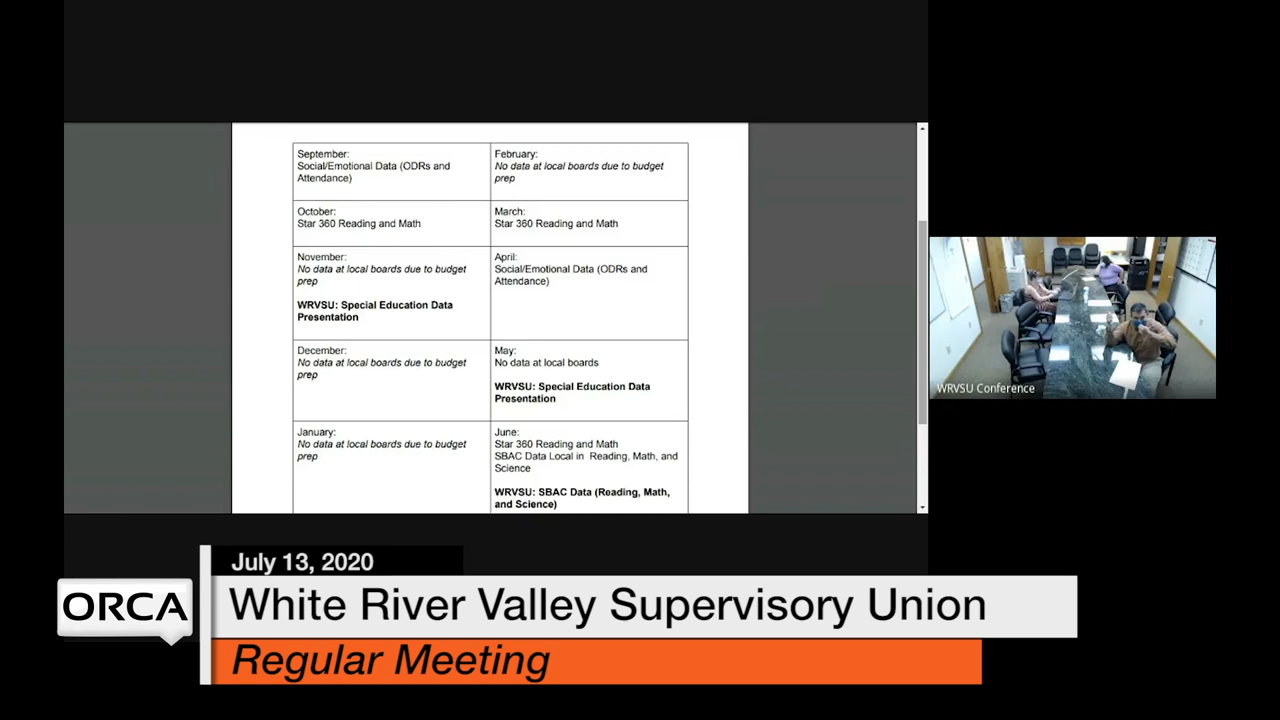 September:
Social/Emotional Data (ODRs and
Attendance)
February:
No data at local boards due to budget
prep
October:
Star 360 Reading and Math
March:
Star 360 Reading and Math
November:
No data at local boards due to budget
prep
WRVSU: Special Education Data
Presentation
April:
Social/Emotional Data (ODRs and
Attendance)
December:
No data at local boards due to budget
prep
May:
No data at local boards
WRVSU: Special Education Data
Presentation
January:
No data at local boards due to budget
prep
June:
Star 360 Reading and Math
SBAC Data Local in Reading, Math, and
Science
WRVSU: SBAC Data (Reading, Math,
and Science)
WRVSU Conference
July 13, 2020
ORCA
White River Valley Supervisory Union
Regular Meeting